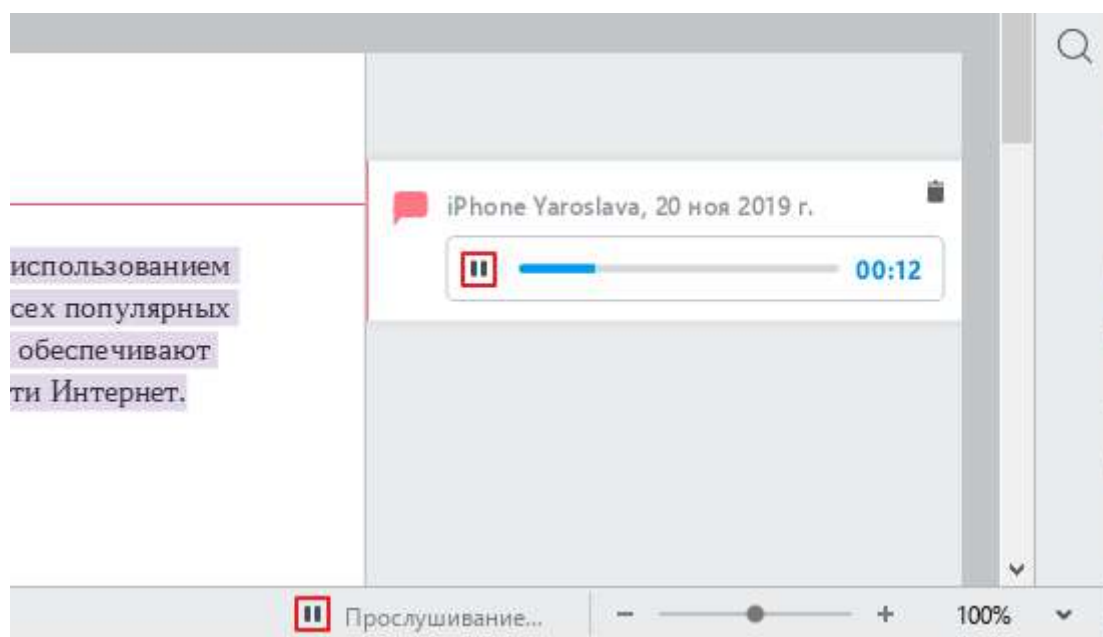 iPhone Yaroslava, 20 ноя 2019 г.
00:12
использованием
сех популярных
обеспечивают
ти Интернет.
Прослушивание...
100%